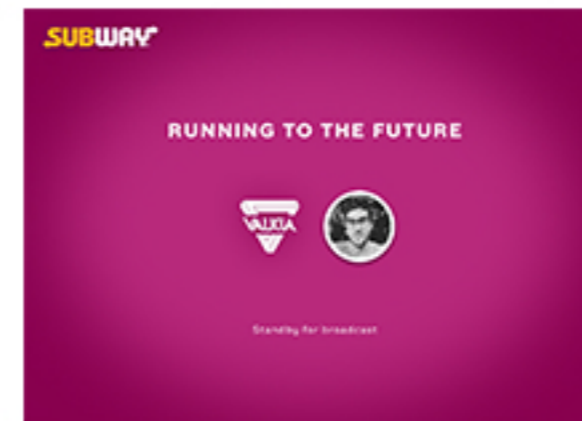 SUBWAY
RUNNING TO THE FUTURE
VALKIA
Standby for broadcast